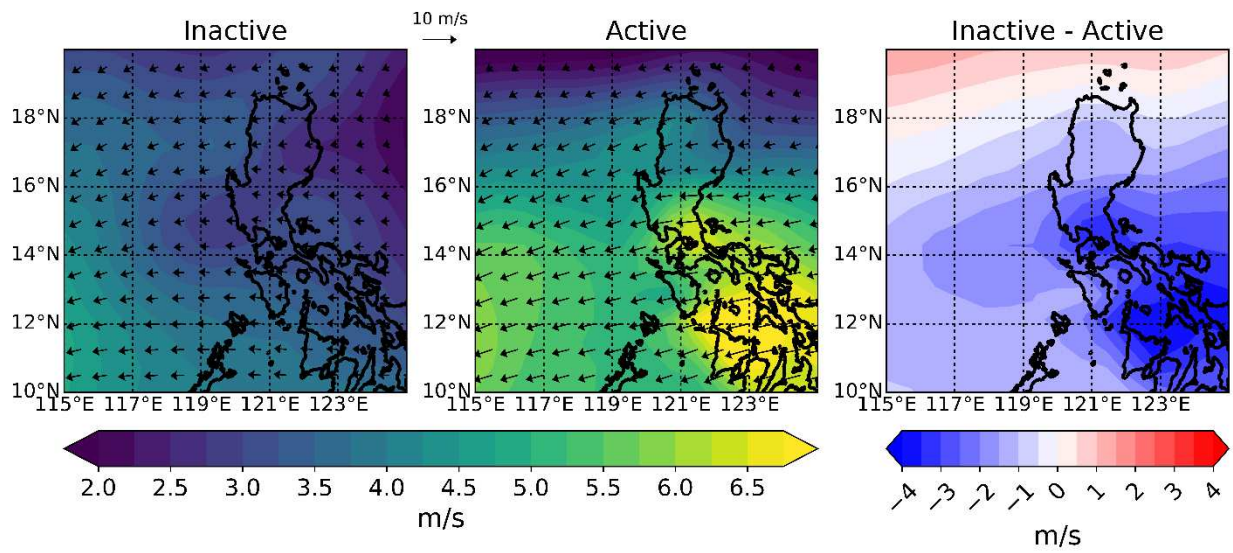 Inactive
10 m/s
Active
Inactive - Active
18°N
16°N
14°N
12°N
10°N
115°E 117°E 119°E 121°E 123°E
18°N
16°N
14°N
12°N
10°N
115°E 117°E 119°E 121°E 123°E
18°N
16°N
14°N
12°N
10°N
115°E 117°E 119°E 121°E 123°E
2.0 2.5 3.0 3.5 4.0 4.5 5.0 5.5 6.0 6.5
m/s
−4 −3 −2 −1 0 1 2 3 4
m/s